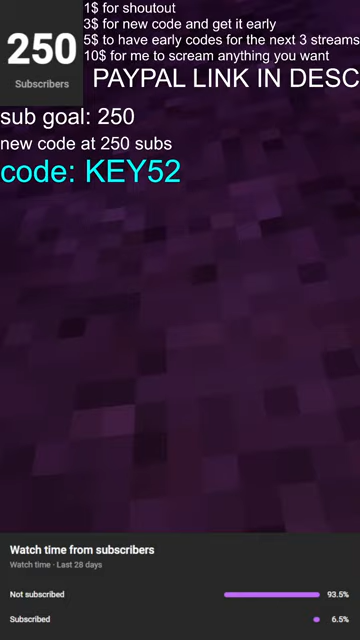 1$ for shoutout
3$ for new code and get it early
5$ to have early codes for the next 3 streams
10$ for me to scream anything you want
PAYPAL LINK IN DESC
250
Subscribers
sub goal: 250
new code at 250 subs
code: KEY52
Watch time from subscribers
Watch time · Last 28 days
Not subscribed 93.5%
Subscribed 6.5%